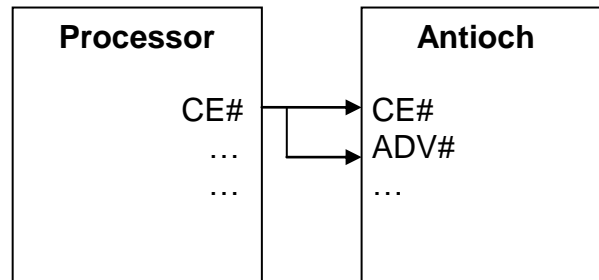 Processor
CE#
…
…
Antioch
CE#
ADV#
…